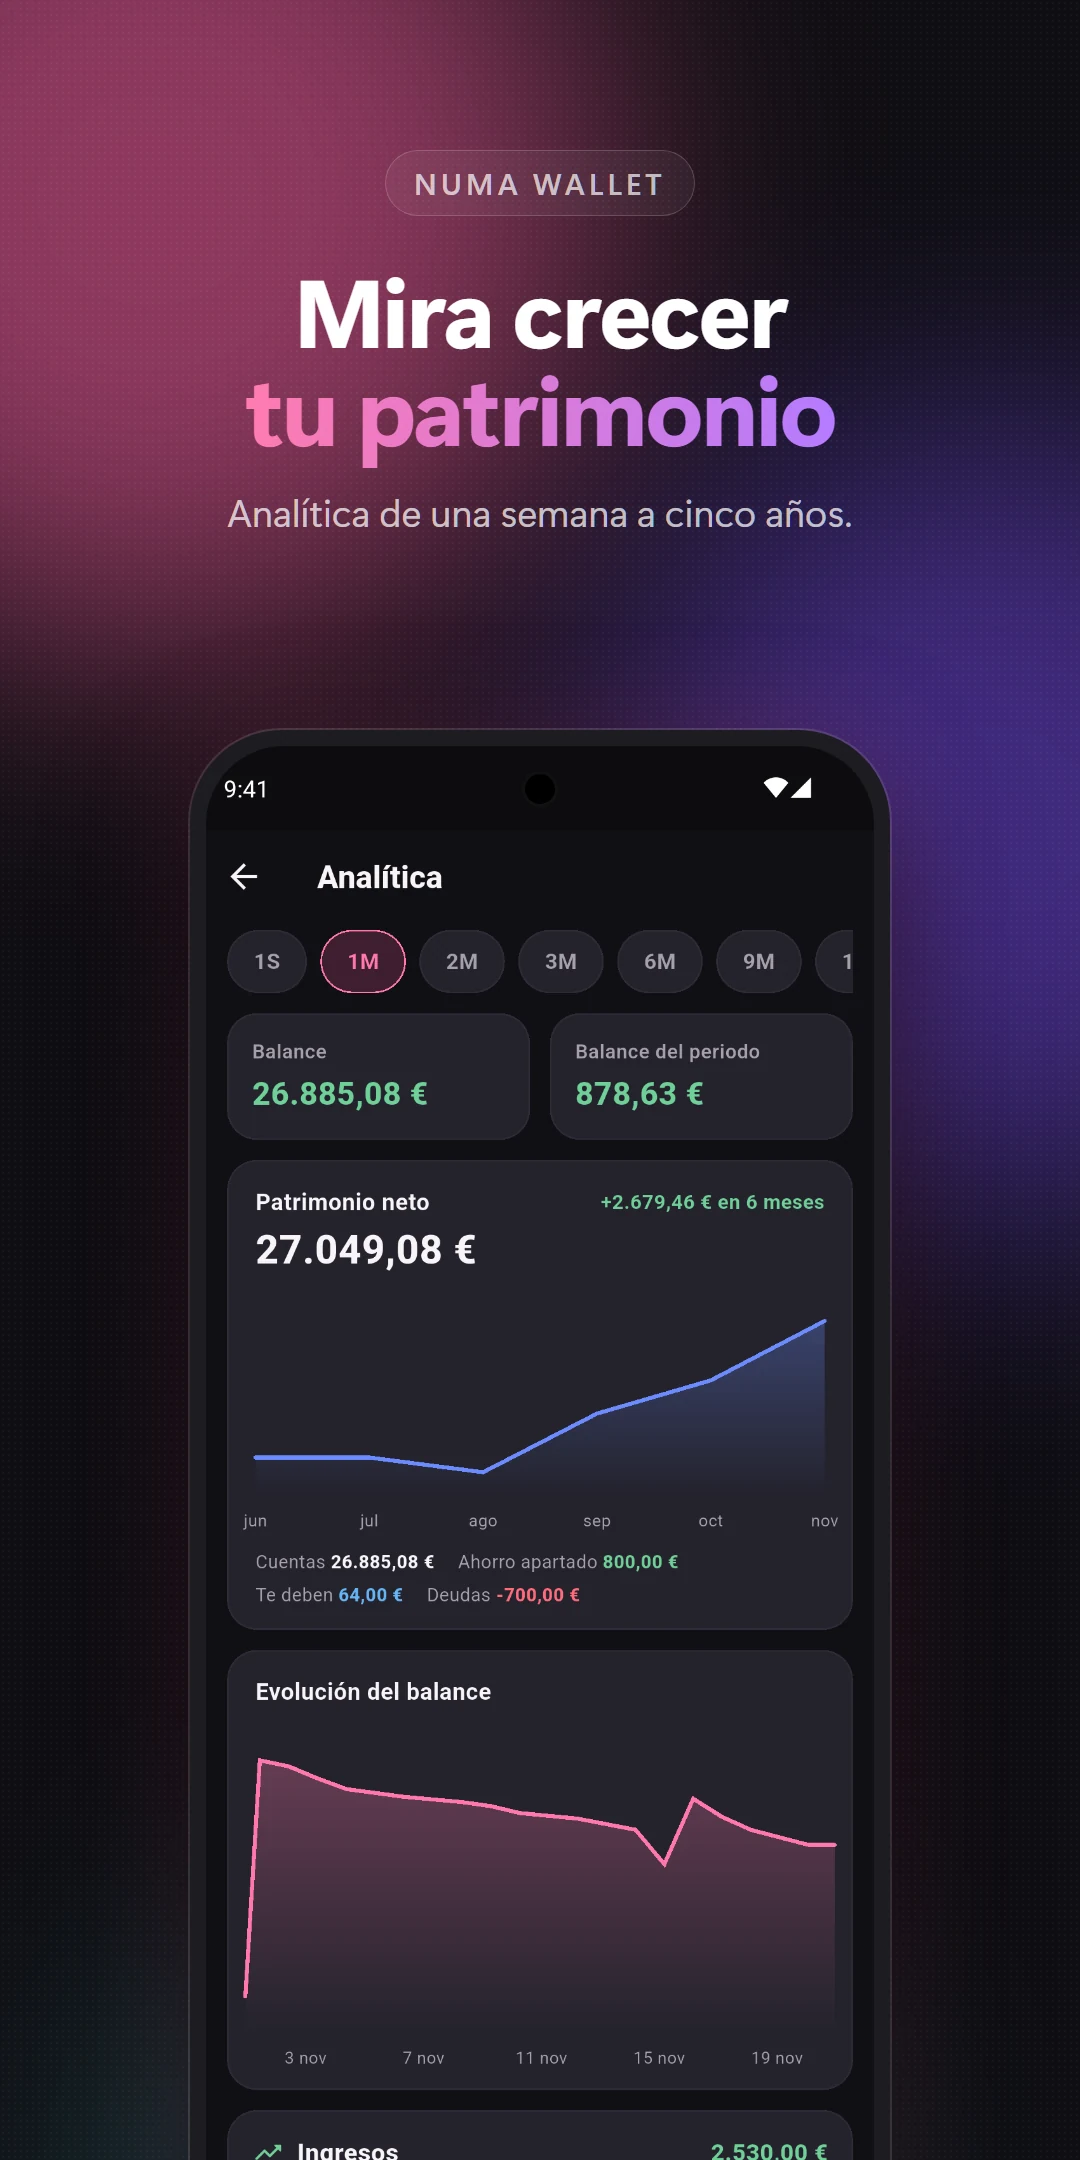 NUMA WALLET
Mira crecer
tu patrimonio
Analítica de una semana a cinco años.
9:41
Analítica
1S 1M 2M 3M 6M 9M 1
Balance
26.885,08 €
Balance del periodo
878,63 €
Patrimonio neto +2.679,46 € en 6 meses
27.049,08 €
jun jul ago sep oct nov
Cuentas 26.885,08 € Ahorro apartado 800,00 €
Te deben 64,00 € Deudas -700,00 €
Evolución del balance
3 nov 7 nov 11 nov 15 nov 19 nov
Ingresos 2.530,00 €